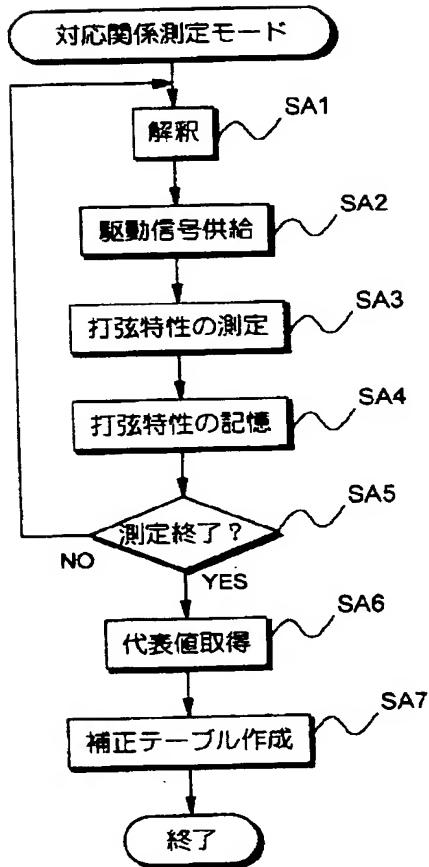 対応関係測定モード
解釈
SA1
駆動信号供給
SA2
打弦特性の測定
SA3
打弦特性の記憶
SA4
測定終了？
SA5
NO
YES
代表値取得
SA6
補正テーブル作成
SA7
終了